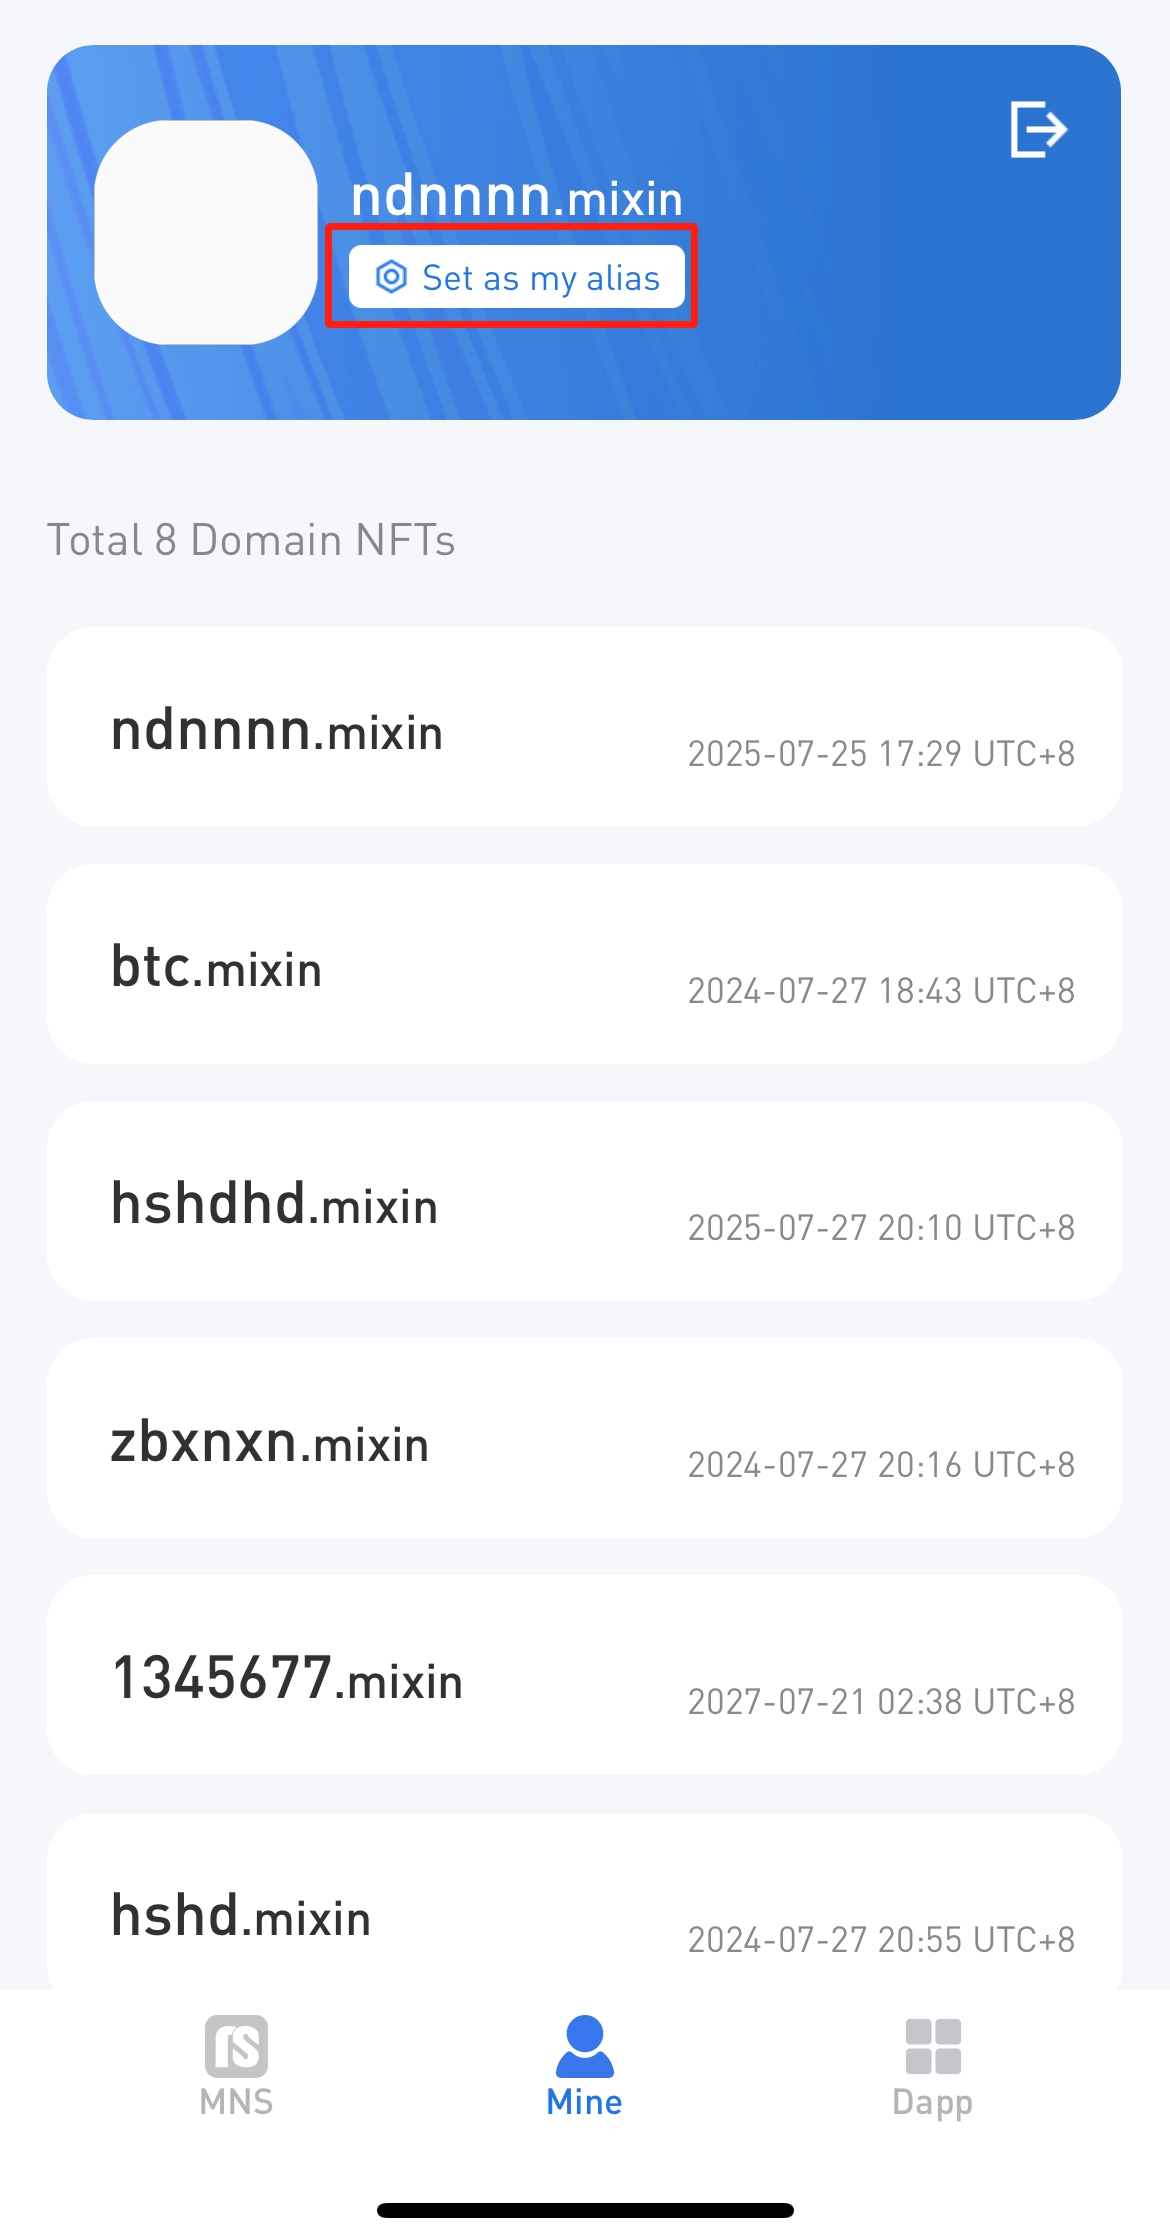 ndnnnn.mixin
Set as my alias
Total 8 Domain NFTs
ndnnnn.mixin
2025-07-25 17:29 UTC+8
btc.mixin
2024-07-27 18:43 UTC+8
hshdhd.mixin
2025-07-27 20:10 UTC+8
zbxnxn.mixin
2024-07-27 20:16 UTC+8
1345677.mixin
2027-07-21 02:38 UTC+8
hshd.mixin
2024-07-27 20:55 UTC+8
MNS
Mine
Dapp